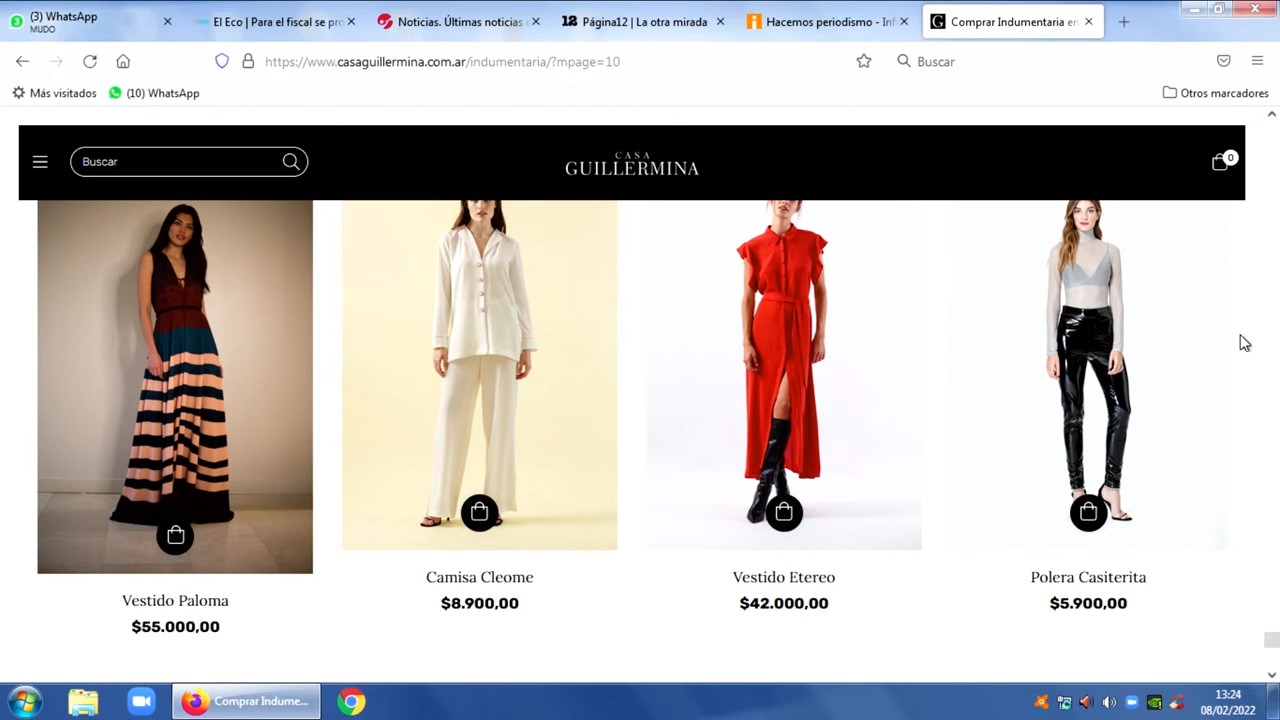 (3) WhatsApp
MUDO
El Eco | Para el fiscal se pro
Noticias. Últimas noticias
12 Página12 | La otra mirada
Hacemos periodismo - Inf
G Comprar Indumentaria en
https://www.casaguillermina.com.ar/indumentaria/?mpage=10
Buscar
Más visitados
(10) WhatsApp
Otros marcadores
Buscar
CASA
GUILLERMINA
0
Vestido Paloma
$55.000,00
Camisa Cleome
$8.900,00
Vestido Etereo
$42.000,00
Polera Casiterita
$5.900,00
Comprar Indume...
13:24
08/02/2022